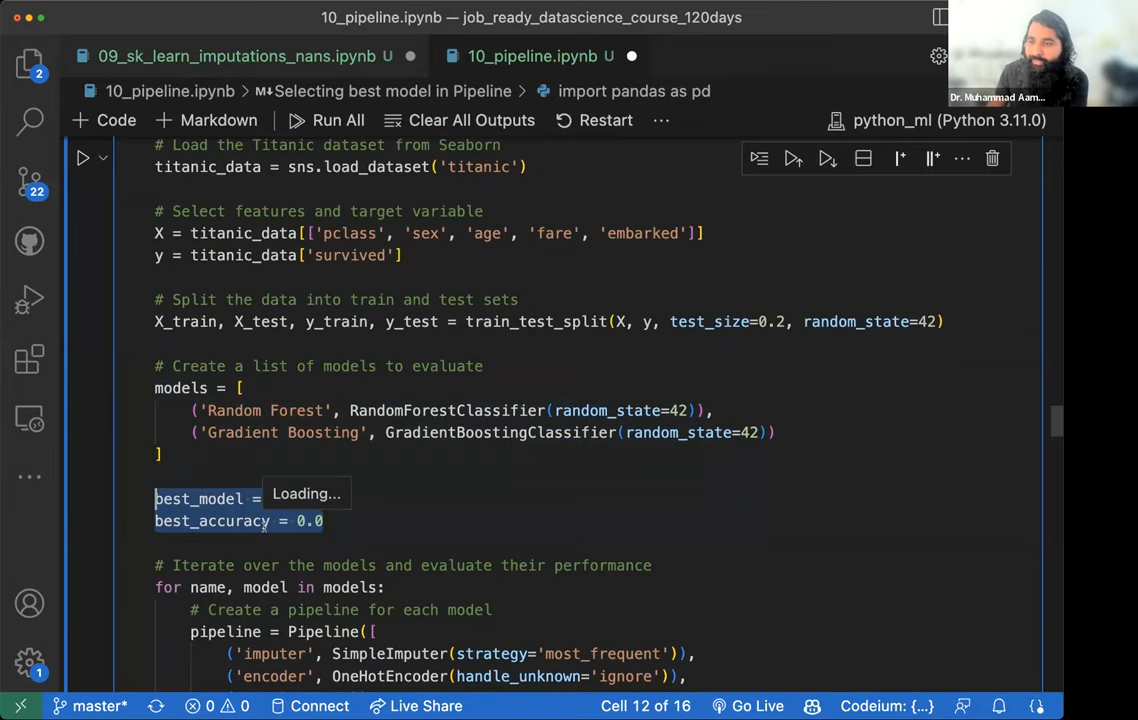 10_pipeline.ipynb — job_ready_datascience_course_120days
09_sk_learn_imputations_nans.ipynb U
10_pipeline.ipynb U
Dr. Muhammad Aam...
10_pipeline.ipynb > M↓Selecting best model in Pipeline > import pandas as pd
+ Code + Markdown Run All Clear All Outputs Restart ... python_ml (Python 3.11.0)
# Load the Titanic dataset from Seaborn
titanic_data = sns.load_dataset('titanic')
# Select features and target variable
X = titanic_data[['pclass', 'sex', 'age', 'fare', 'embarked']]
y = titanic_data['survived']
# Split the data into train and test sets
X_train, X_test, y_train, y_test = train_test_split(X, y, test_size=0.2, random_state=42)
# Create a list of models to evaluate
models = [
('Random Forest', RandomForestClassifier(random_state=42)),
('Gradient Boosting', GradientBoostingClassifier(random_state=42))
]
best_model =
Loading...
best_accuracy = 0.0
# Iterate over the models and evaluate their performance
for name, model in models:
# Create a pipeline for each model
pipeline = Pipeline([
('imputer', SimpleImputer(strategy='most_frequent')),
('encoder', OneHotEncoder(handle_unknown='ignore')),
2
22
1
master* 0 0 Connect Live Share Cell 12 of 16 Go Live Codeium: {...}